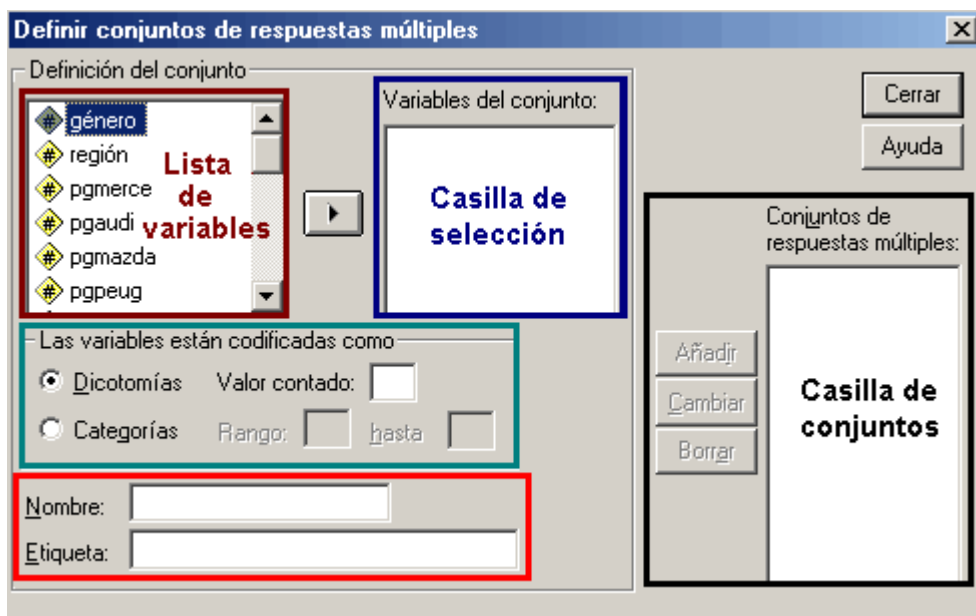 Definir conjuntos de respuestas múltiples
Definición del conjunto
género
región
pgmerce
pgaudi
pgmazda
pgpeug
Lista
de
variables
Variables del conjunto:
Casilla de
selección
Cerrar
Ayuda
Las variables están codificadas como
Dicotomías Valor contado:
Categorías Rango: hasta
Nombre:
Etiqueta:
Conjuntos de
respuestas múltiples:
Añadir
Cambiar
Borrar
Casilla de
conjuntos